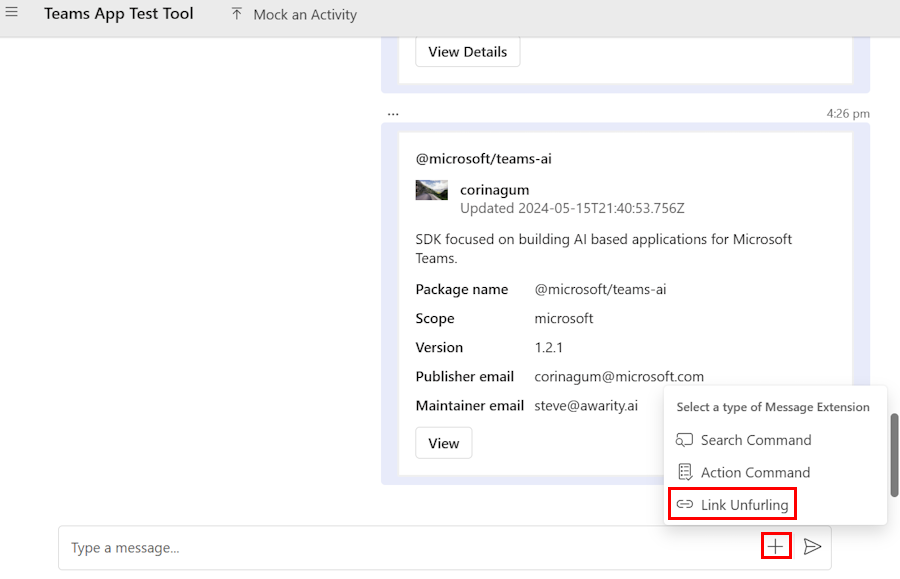 Teams App Test Tool
Mock an Activity
View Details
...
4:26 pm
@microsoft/teams-ai
corinagum
Updated 2024-05-15T21:40:53.756Z
SDK focused on building AI based applications for Microsoft
Teams.
Package name @microsoft/teams-ai
Scope microsoft
Version 1.2.1
Publisher email corinagum@microsoft.com
Maintainer email steve@awarity.ai
View
Select a type of Message Extension
Search Command
Action Command
Link Unfurling
Type a message...